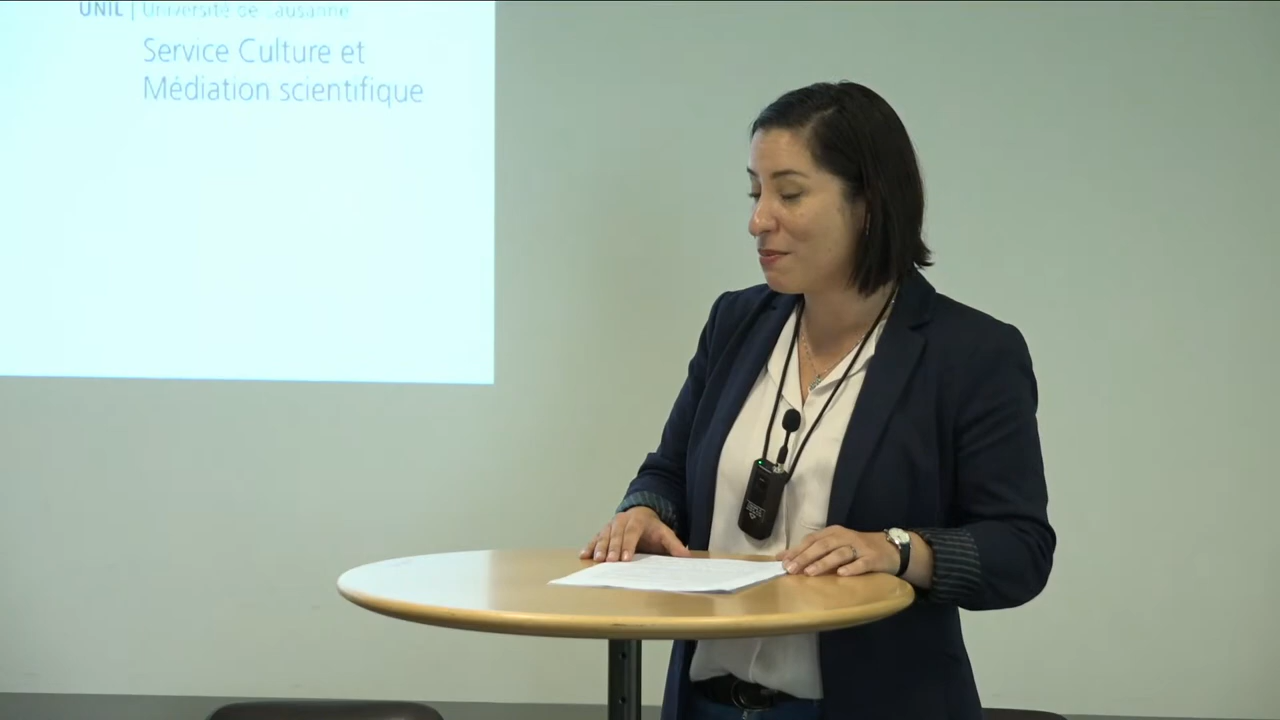 UNIL | Université de Lausanne
Service Culture et
Médiation scientifique